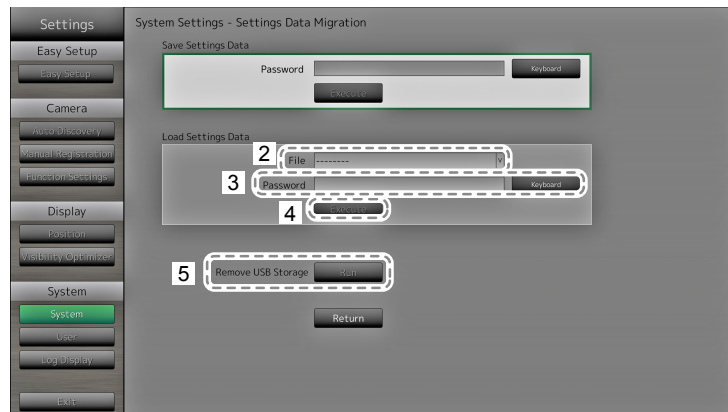 Settings
Easy Setup
Easy Setup
Camera
Auto Discovery
Manual Registration
Function Settings
Display
Position
Visibility Optimizer
System
System
User
Log Display
Exit
System Settings - Settings Data Migration
Save Settings Data
Password
Keyboard
Execute
Load Settings Data
2
File --------
3
Password
Keyboard
4
Execute
5
Remove USB Storage
Run
Return